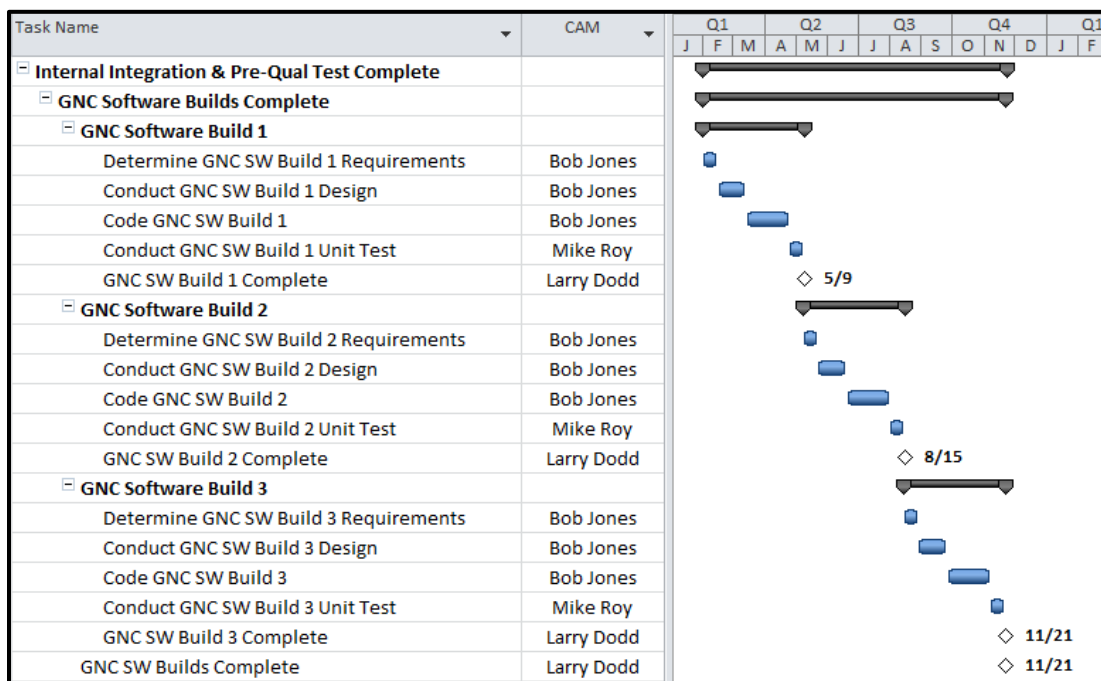 Task Name CAM Q1 Q2 Q3 Q4 Q1
J F M A M J J A S O N D J F
Internal Integration & Pre-Qual Test Complete
GNC Software Builds Complete
GNC Software Build 1
Determine GNC SW Build 1 Requirements Bob Jones
Conduct GNC SW Build 1 Design Bob Jones
Code GNC SW Build 1 Bob Jones
Conduct GNC SW Build 1 Unit Test Mike Roy
GNC SW Build 1 Complete Larry Dodd 5/9
GNC Software Build 2
Determine GNC SW Build 2 Requirements Bob Jones
Conduct GNC SW Build 2 Design Bob Jones
Code GNC SW Build 2 Bob Jones
Conduct GNC SW Build 2 Unit Test Mike Roy
GNC SW Build 2 Complete Larry Dodd 8/15
GNC Software Build 3
Determine GNC SW Build 3 Requirements Bob Jones
Conduct GNC SW Build 3 Design Bob Jones
Code GNC SW Build 3 Bob Jones
Conduct GNC SW Build 3 Unit Test Mike Roy
GNC SW Build 3 Complete Larry Dodd 11/21
GNC SW Builds Complete Larry Dodd 11/21